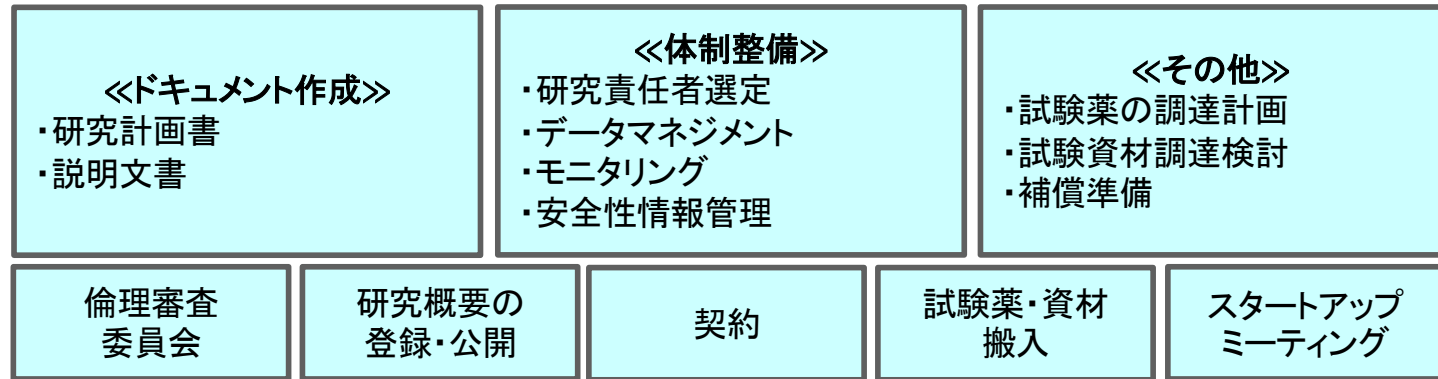 ≪ドキュメント作成≫
・研究計画書
・説明文書
≪体制整備≫
・研究責任者選定
・データマネジメント
・モニタリング
・安全性情報管理
≪その他≫
・試験薬の調達計画
・試験資材調達検討
・補償準備
倫理審査
委員会
研究概要の
登録・公開
契約
試験薬・資材
搬入
スタートアップ
ミーティング